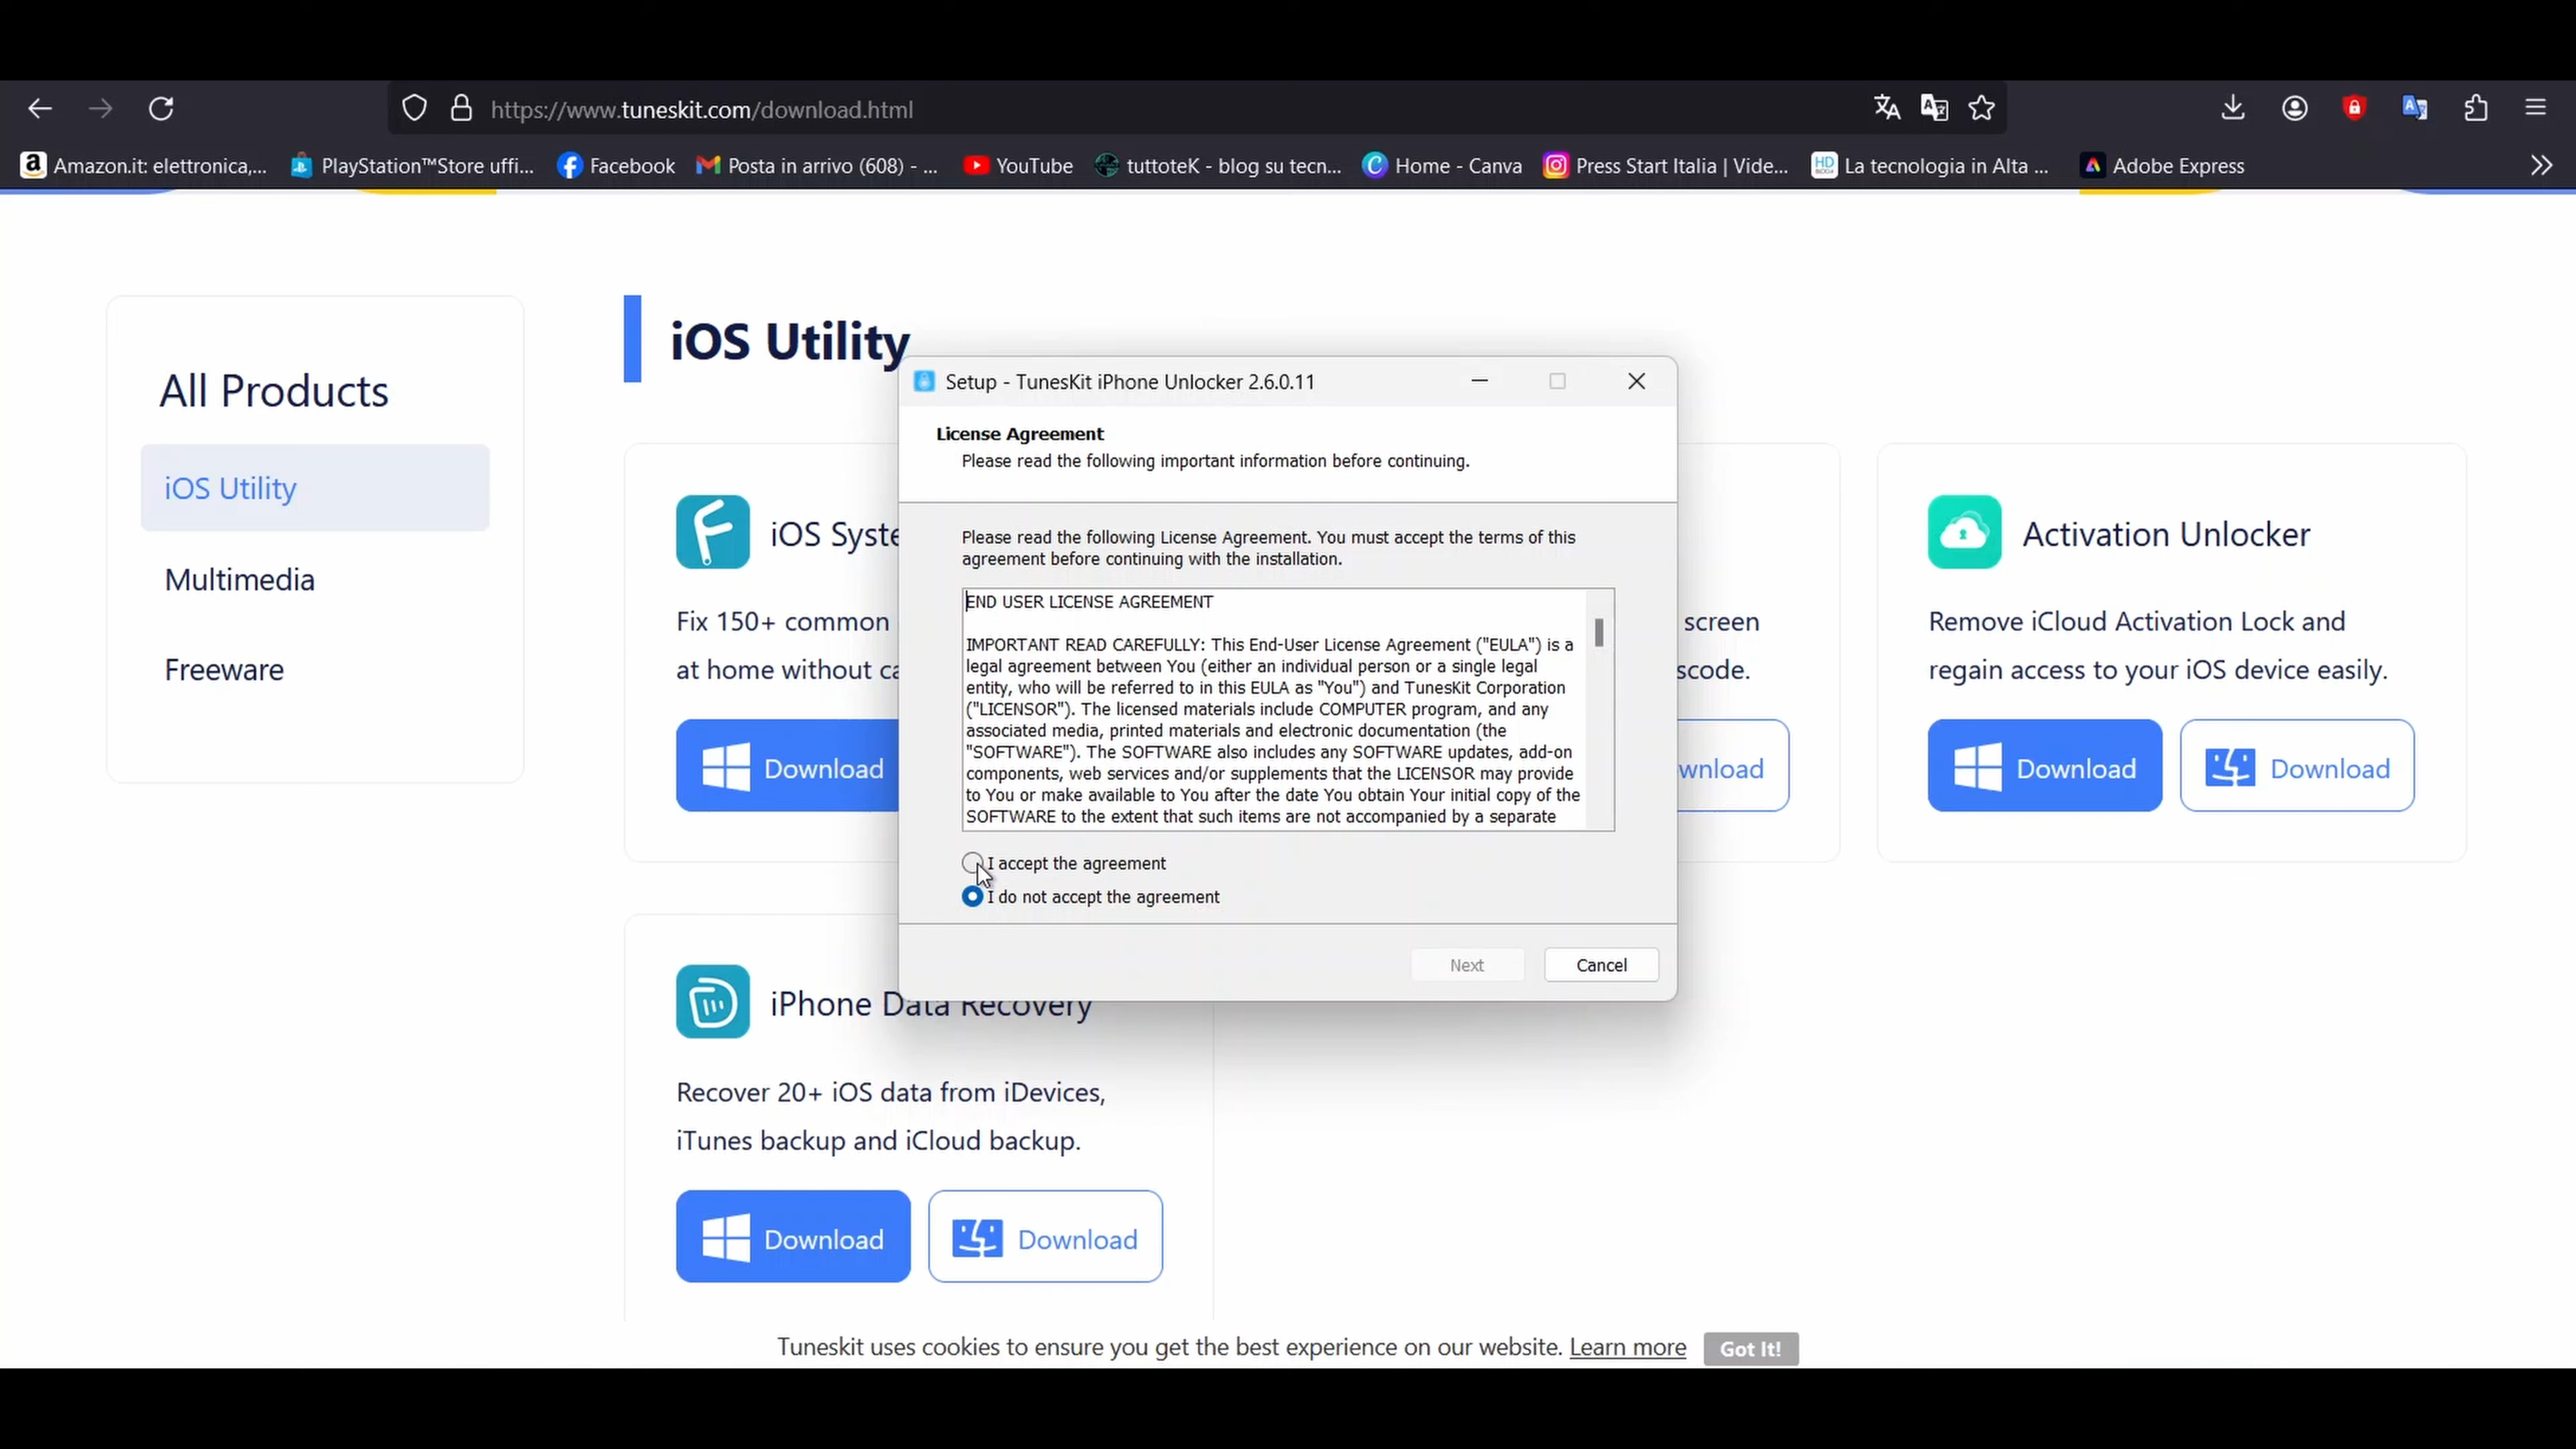 https://www.tuneskit.com/download.html
Amazon.it: elettronica,... PlayStation™Store uffi... Facebook Posta in arrivo (608) - ... YouTube tuttoteK - blog su tecn... Home - Canva Press Start Italia | Vide... La tecnologia in Alta ... Adobe Express
All Products
iOS Utility
Multimedia
Freeware
iOS Utility
iOS Syste
Fix 150+ common
at home without ca
Download
screen
scode.
wnload
Activation Unlocker
Remove iCloud Activation Lock and
regain access to your iOS device easily.
Download Download
Setup - TunesKit iPhone Unlocker 2.6.0.11
License Agreement
Please read the following important information before continuing.
Please read the following License Agreement. You must accept the terms of this
agreement before continuing with the installation.
END USER LICENSE AGREEMENT
IMPORTANT READ CAREFULLY: This End-User License Agreement ("EULA") is a
legal agreement between You (either an individual person or a single legal
entity, who will be referred to in this EULA as "You") and TunesKit Corporation
("LICENSOR"). The licensed materials include COMPUTER program, and any
associated media, printed materials and electronic documentation (the
"SOFTWARE"). The SOFTWARE also includes any SOFTWARE updates, add-on
components, web services and/or supplements that the LICENSOR may provide
to You or make available to You after the date You obtain Your initial copy of the
SOFTWARE to the extent that such items are not accompanied by a separate
I accept the agreement
I do not accept the agreement
Next Cancel
iPhone Data Recovery
Recover 20+ iOS data from iDevices,
iTunes backup and iCloud backup.
Download Download
Tuneskit uses cookies to ensure you get the best experience on our website. Learn more Got It!